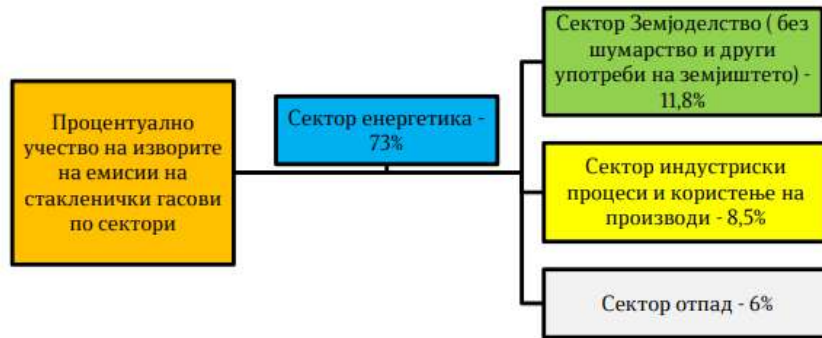 Процентуално
учество на изворите
на емисии на
стакленички гасови
по сектори
Сектор енергетика -
73%
Сектор Земјоделство ( без
шумарство и други
употреби на земјиштето) -
11,8%
Сектор индустриски
процеси и користење на
производи - 8,5%
Сектор отпад - 6%